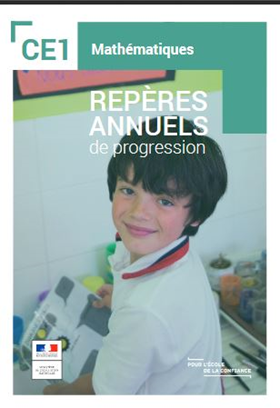 CE1
Mathématiques
REPÈRES
ANNUELS
de progression
POUR L'ÉCOLE
DE LA CONFIANCE